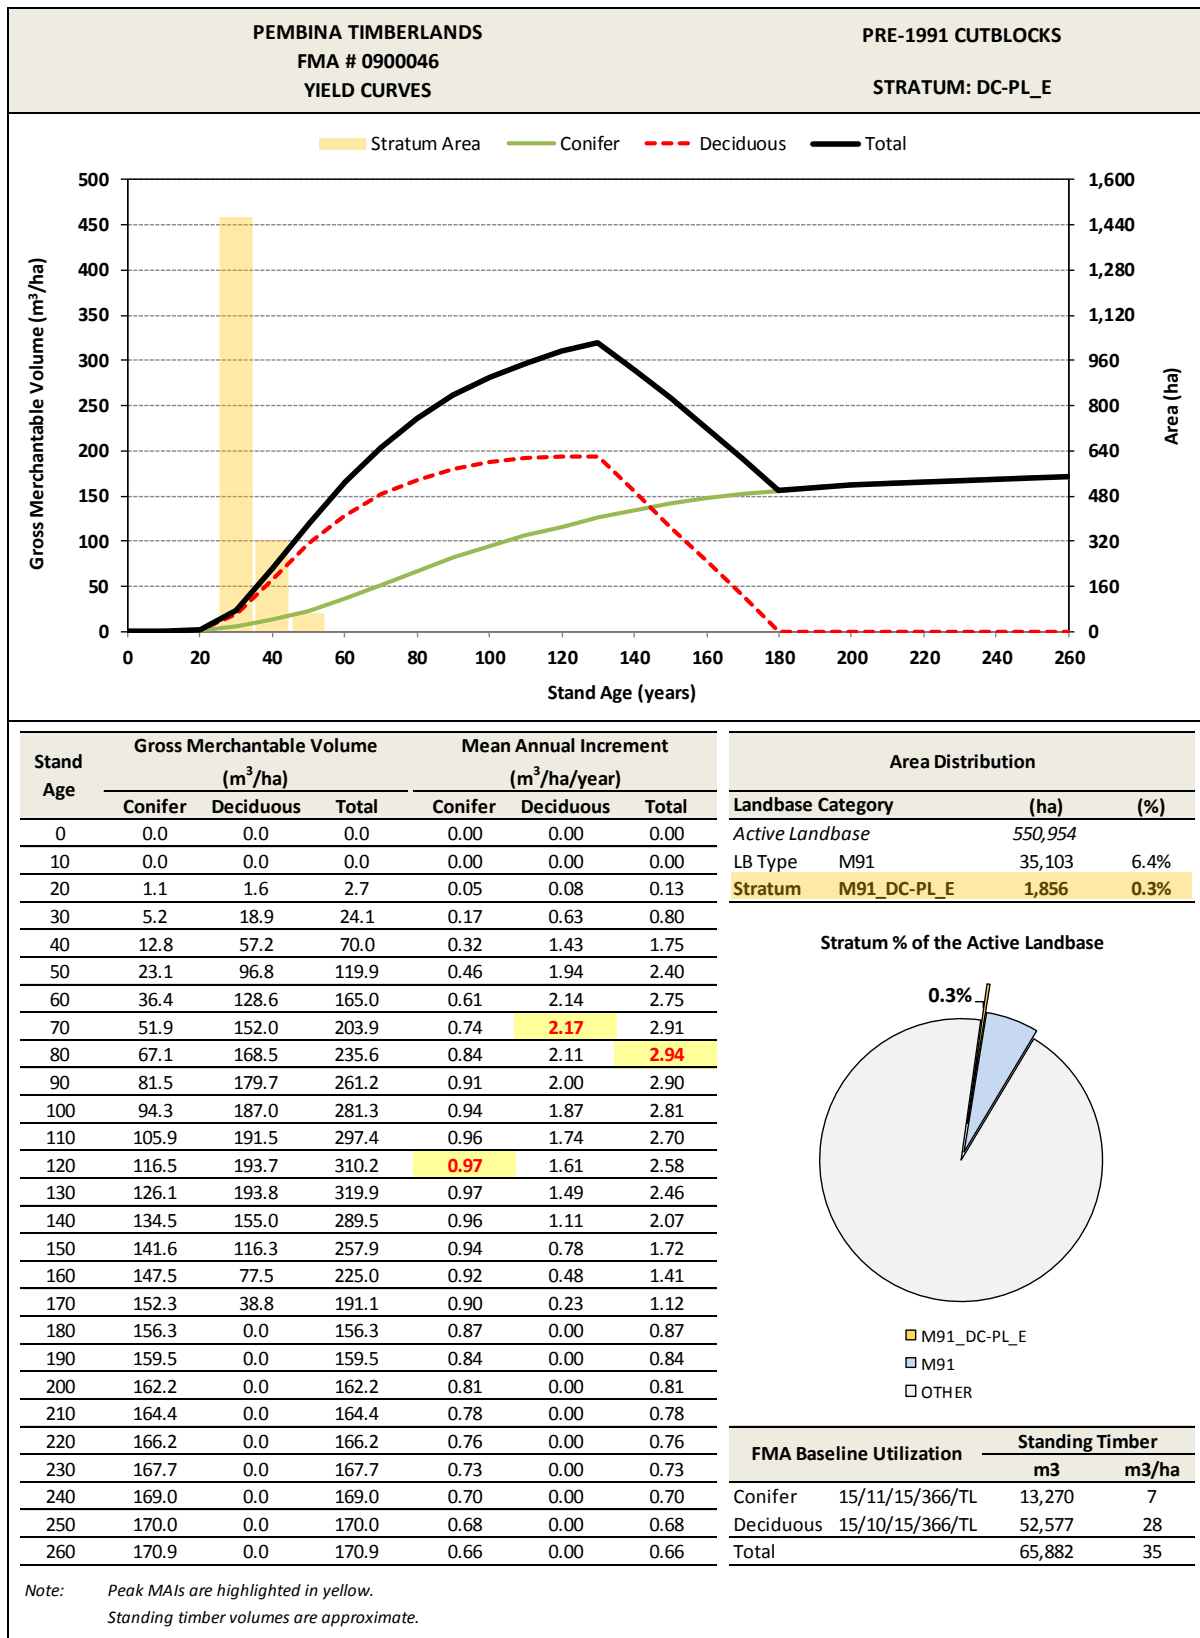 PEMBINA TIMBERLANDS
FMA # 0900046
YIELD CURVES
PRE-1991 CUTBLOCKS
STRATUM: DC-PL_E
Stratum Area Conifer Deciduous Total
Gross Merchantable Volume (m³/ha)
500
450
400
350
300
250
200
150
100
50
0
1,600
1,440
1,280
1,120
960
800
640
480
320
160
0
Area (ha)
0 20 40 60 80 100 120 140 160 180 200 220 240 260
Stand Age (years)
Stand Age Gross Merchantable Volume (m³/ha) Mean Annual Increment (m³/ha/year)
Conifer Deciduous Total Conifer Deciduous Total
0 0.0 0.0 0.0 0.00 0.00 0.00
10 0.0 0.0 0.0 0.00 0.00 0.00
20 1.1 1.6 2.7 0.05 0.08 0.13
30 5.2 18.9 24.1 0.17 0.63 0.80
40 12.8 57.2 70.0 0.32 1.43 1.75
50 23.1 96.8 119.9 0.46 1.94 2.40
60 36.4 128.6 165.0 0.61 2.14 2.75
70 51.9 152.0 203.9 0.74 2.17 2.91
80 67.1 168.5 235.6 0.84 2.11 2.94
90 81.5 179.7 261.2 0.91 2.00 2.90
100 94.3 187.0 281.3 0.94 1.87 2.81
110 105.9 191.5 297.4 0.96 1.74 2.70
120 116.5 193.7 310.2 0.97 1.61 2.58
130 126.1 193.8 319.9 0.97 1.49 2.46
140 134.5 155.0 289.5 0.96 1.11 2.07
150 141.6 116.3 257.9 0.94 0.78 1.72
160 147.5 77.5 225.0 0.92 0.48 1.41
170 152.3 38.8 191.1 0.90 0.23 1.12
180 156.3 0.0 156.3 0.87 0.00 0.87
190 159.5 0.0 159.5 0.84 0.00 0.84
200 162.2 0.0 162.2 0.81 0.00 0.81
210 164.4 0.0 164.4 0.78 0.00 0.78
220 166.2 0.0 166.2 0.76 0.00 0.76
230 167.7 0.0 167.7 0.73 0.00 0.73
240 169.0 0.0 169.0 0.70 0.00 0.70
250 170.0 0.0 170.0 0.68 0.00 0.68
260 170.9 0.0 170.9 0.66 0.00 0.66
Area Distribution
Landbase Category (ha) (%)
Active Landbase 550,954
LB Type M91 35,103 6.4%
Stratum M91_DC-PL_E 1,856 0.3%
Stratum % of the Active Landbase
0.3%
M91_DC-PL_E
M91
OTHER
FMA Baseline Utilization Standing Timber
m3 m3/ha
Conifer 15/11/15/366/TL 13,270 7
Deciduous 15/10/15/366/TL 52,577 28
Total 65,882 35
Note: Peak MAIs are highlighted in yellow.
Standing timber volumes are approximate.